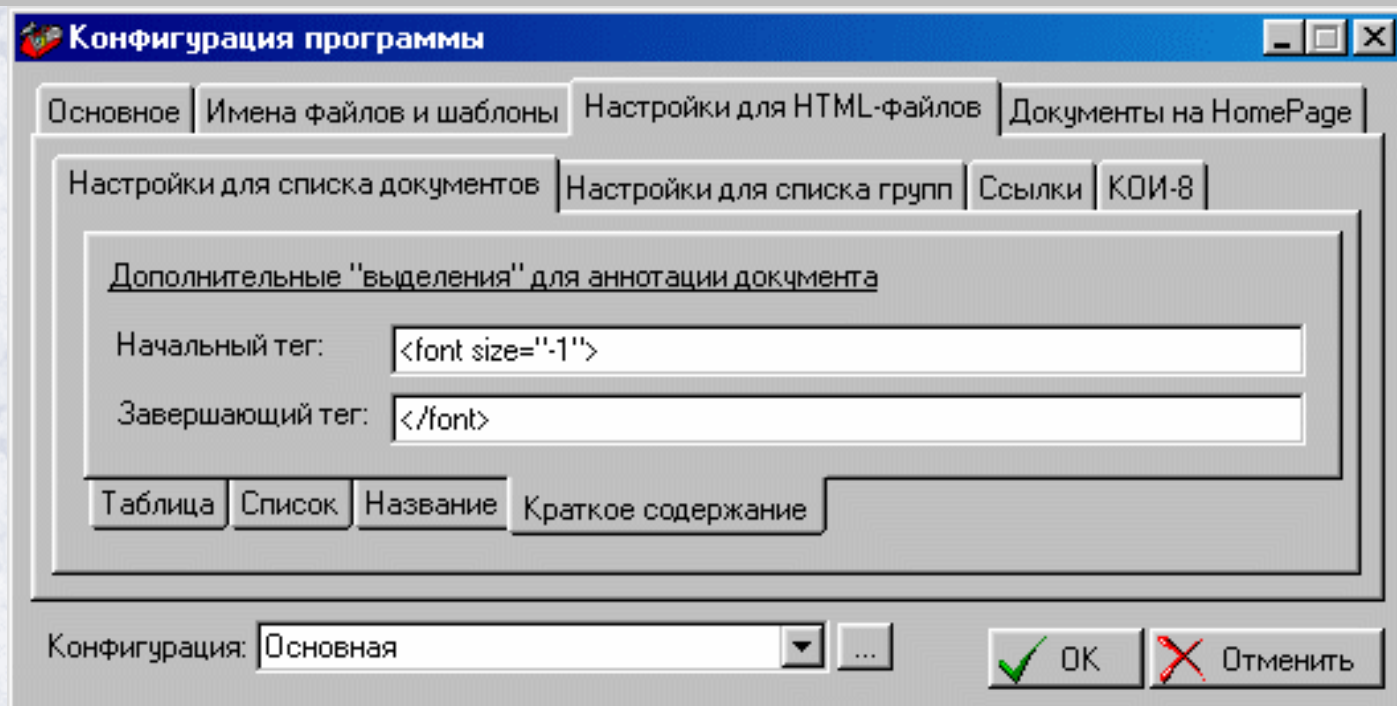 Конфигурация программы
Основное Имена файлов и шаблоны Настройки для HTML-файлов Документы на HomePage
Настройки для списка документов Настройки для списка групп Ссылки КОИ-8
Дополнительные "выделения" для аннотации документа
Начальный тег: <font size="-1">
Завершающий тег: </font>
Таблица Список Название Краткое содержание
Конфигурация: Основная ... OK Отменить